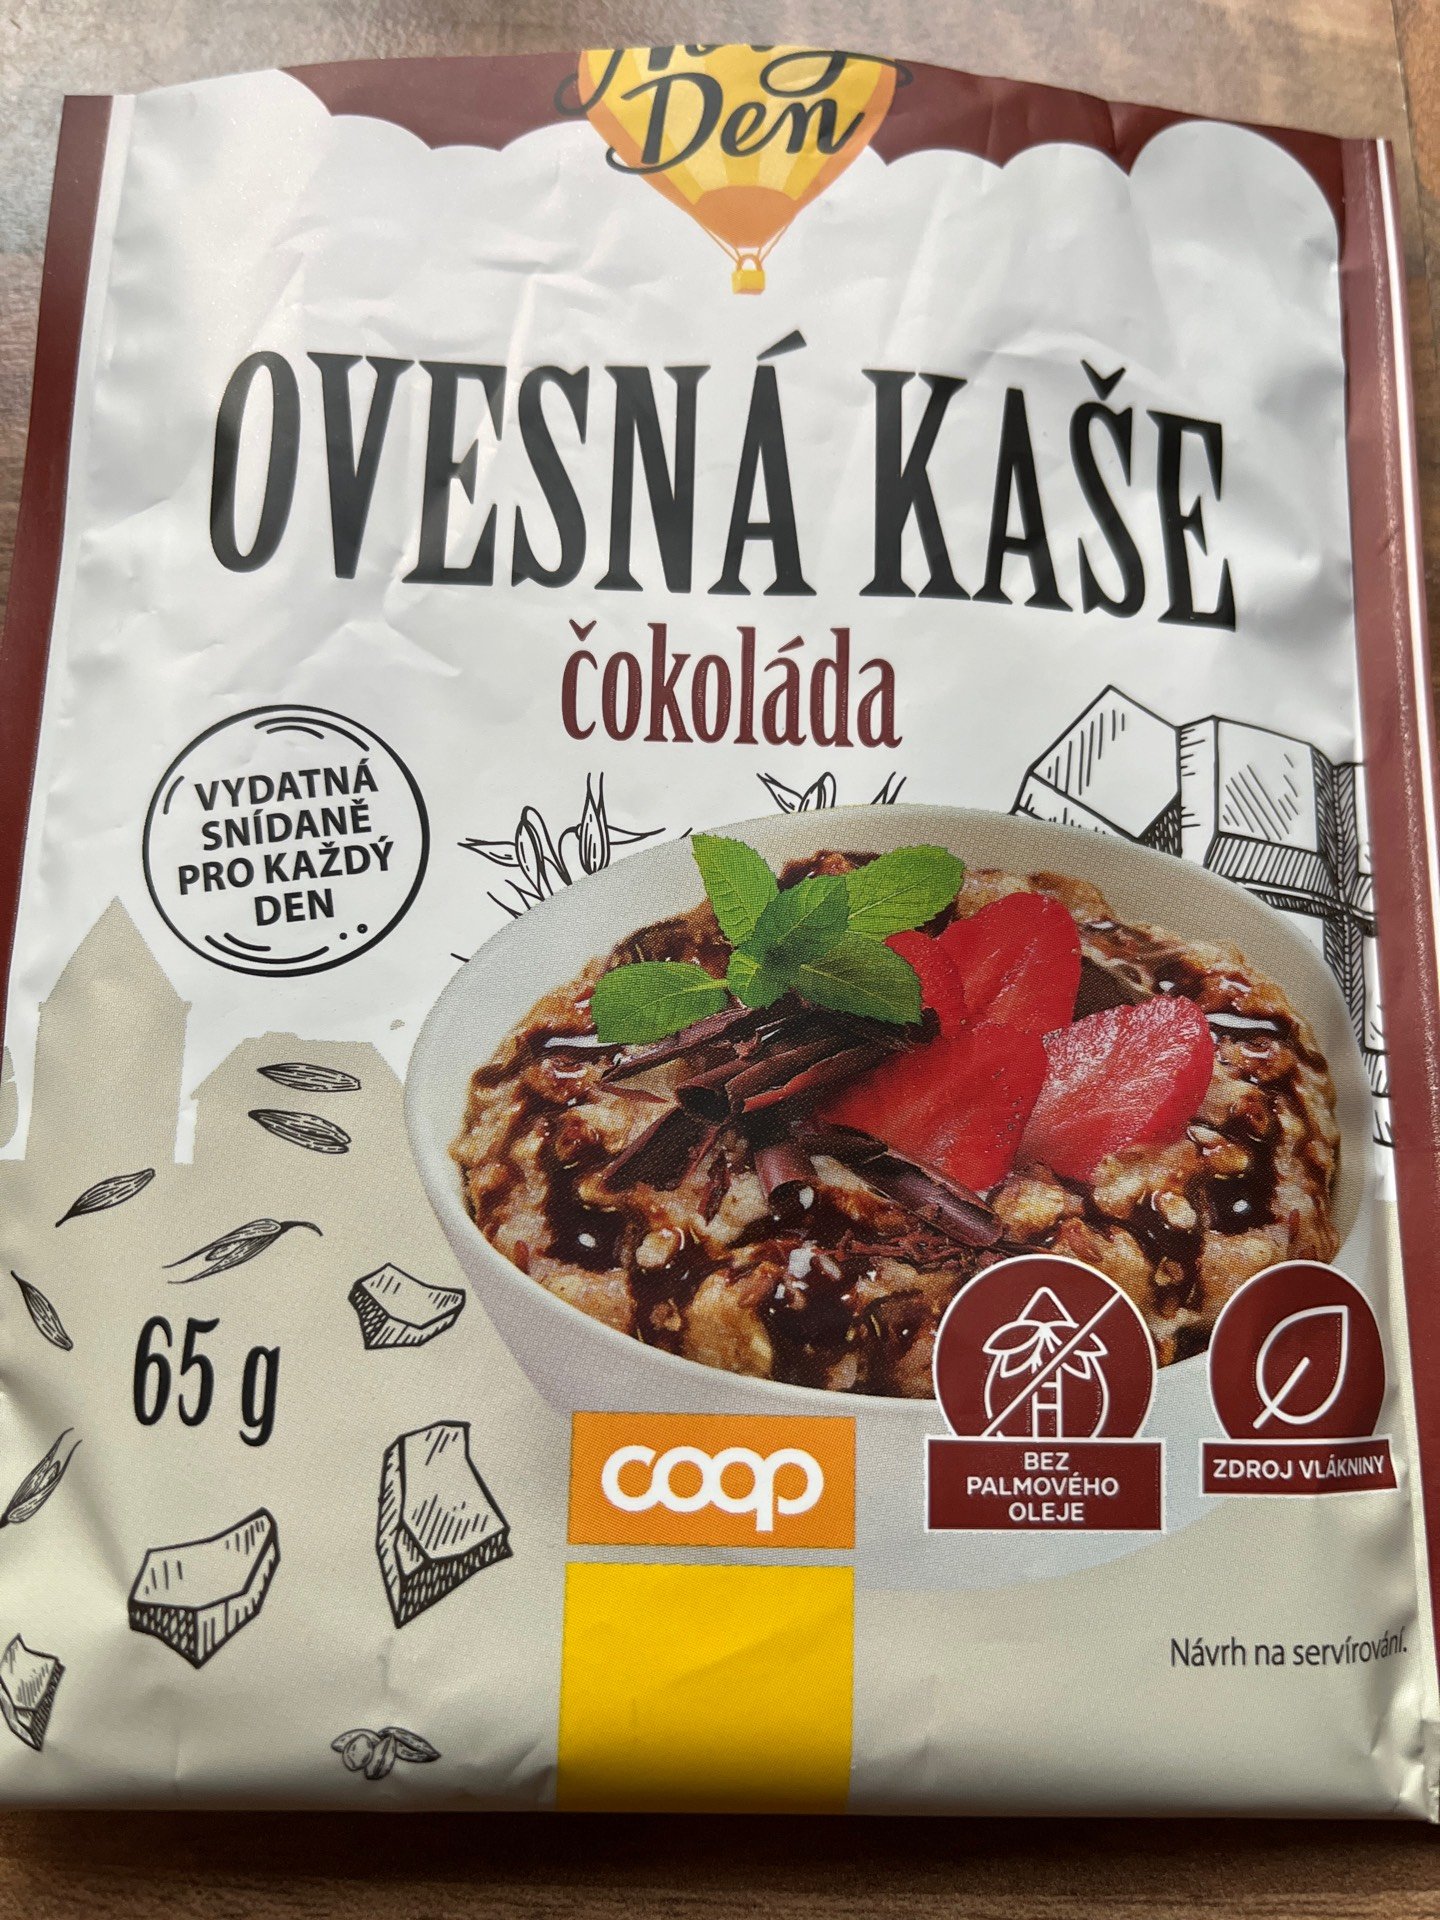 Den
OVESNÁ KAŠE
čokoláda
VYDATNÁ
SNÍDANĚ
PRO KAŽDÝ
DEN
65 g
coop
BEZ
PALMOVÉHO
OLEJE
ZDROJ VLÁKNINY
Návrh na servírování.